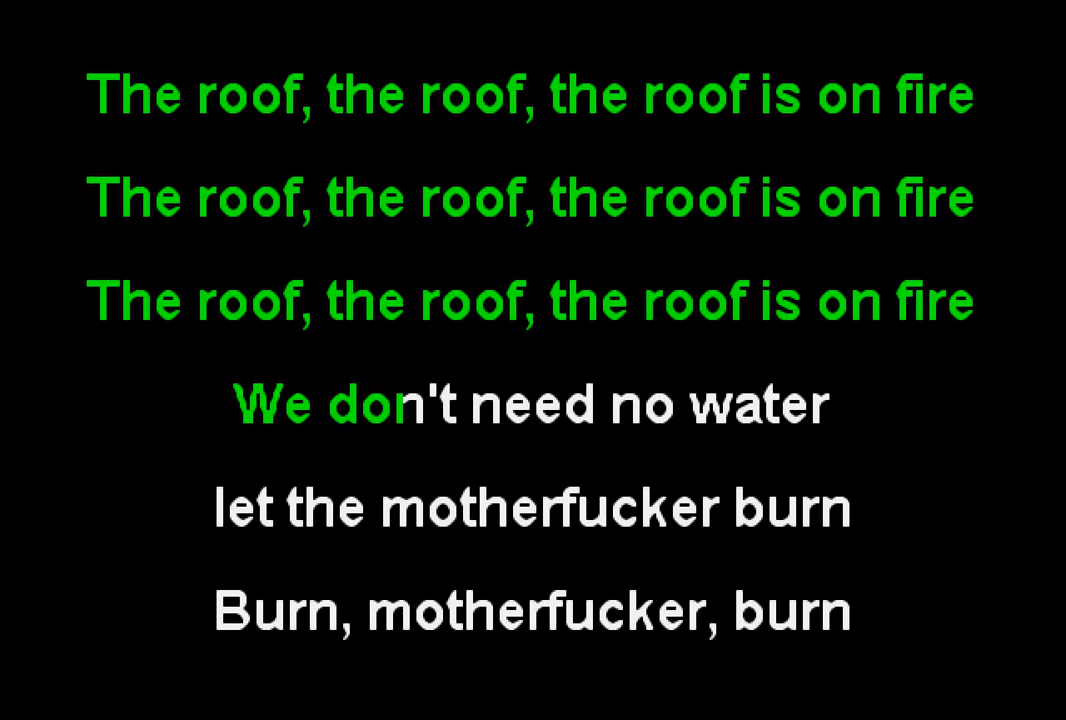 The roof, the roof, the roof is on fire
The roof, the roof, the roof is on fire
The roof, the roof, the roof is on fire
We don't need no water
let the motherfucker burn
Burn, motherfucker, burn